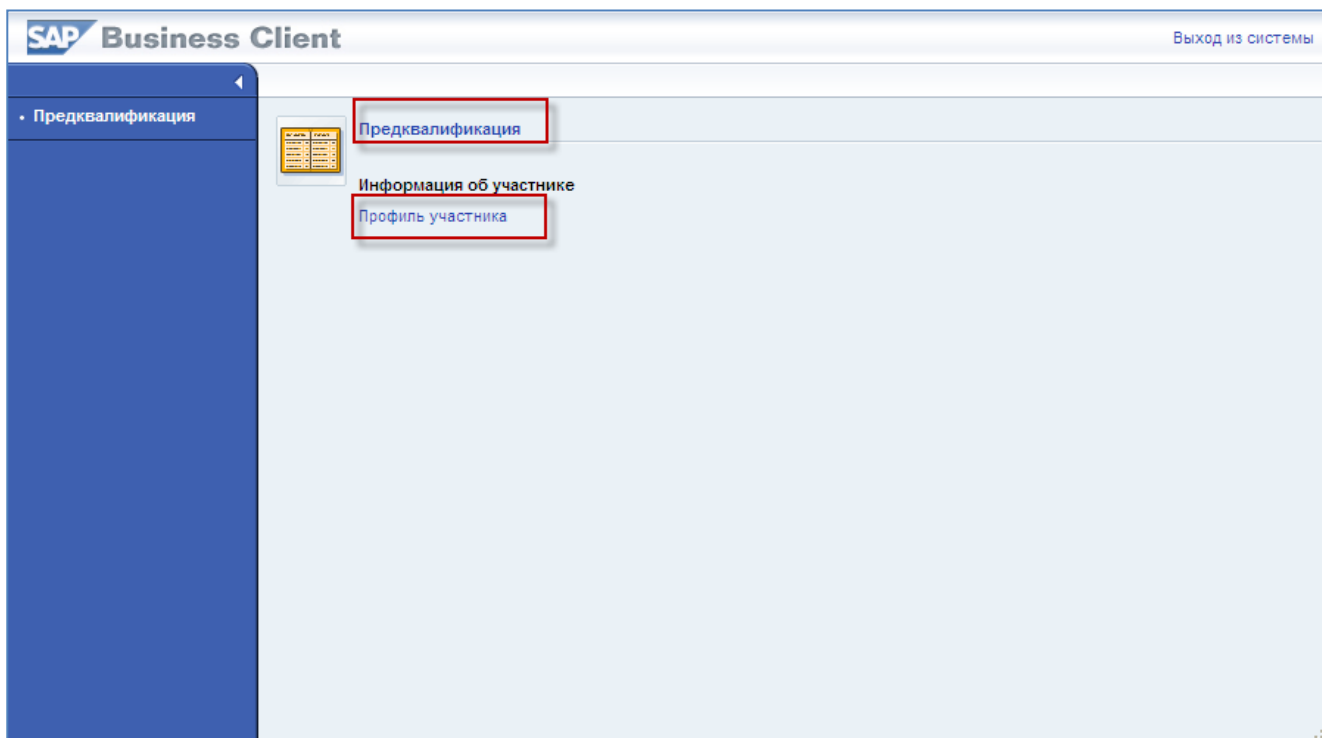 SAP Business Client
Выход из системы
• Предквалификация
Предквалификация
Информация об участнике
Профиль участника